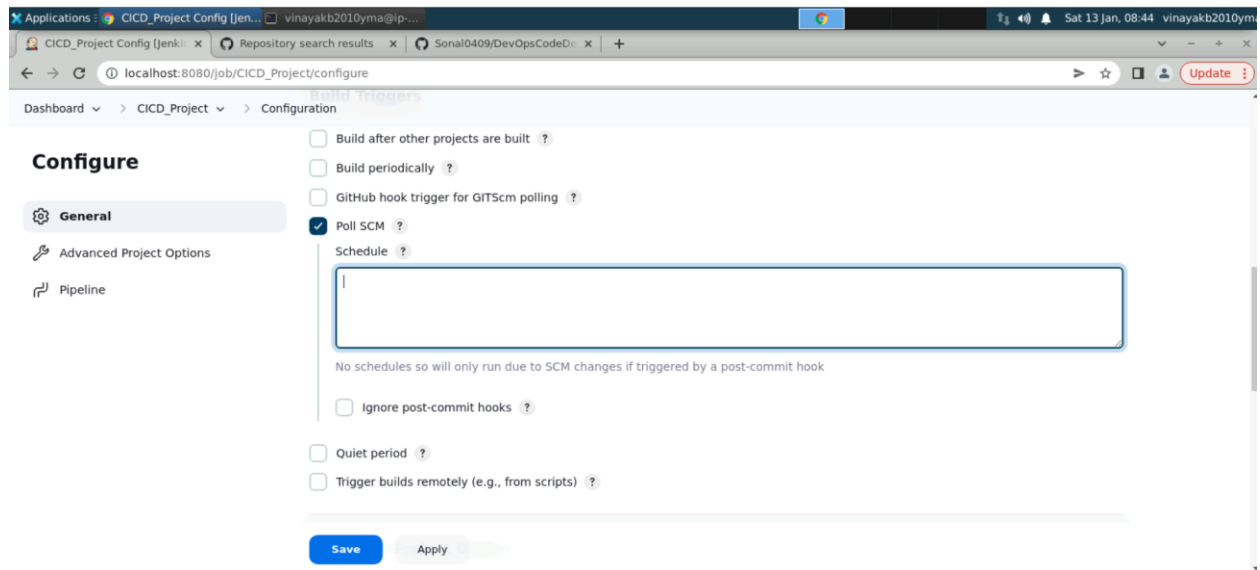 Applications CICD_Project Config [Jen... vinayakb2010yma@ip-... Sat 13 Jan, 08:44 vinayakb2010yma
CICD_Project Config [Jenki x Repository search results x Sonal0409/DevOpsCodeDe x +
localhost:8080/job/CICD_Project/configure Update
Dashboard > CICD_Project > Configuration
Build Triggers
Configure
General
Advanced Project Options
Pipeline
Build after other projects are built ?
Build periodically ?
GitHub hook trigger for GITScm polling ?
Poll SCM ?
Schedule ?
No schedules so will only run due to SCM changes if triggered by a post-commit hook
Ignore post-commit hooks ?
Quiet period ?
Trigger builds remotely (e.g., from scripts) ?
Save Apply